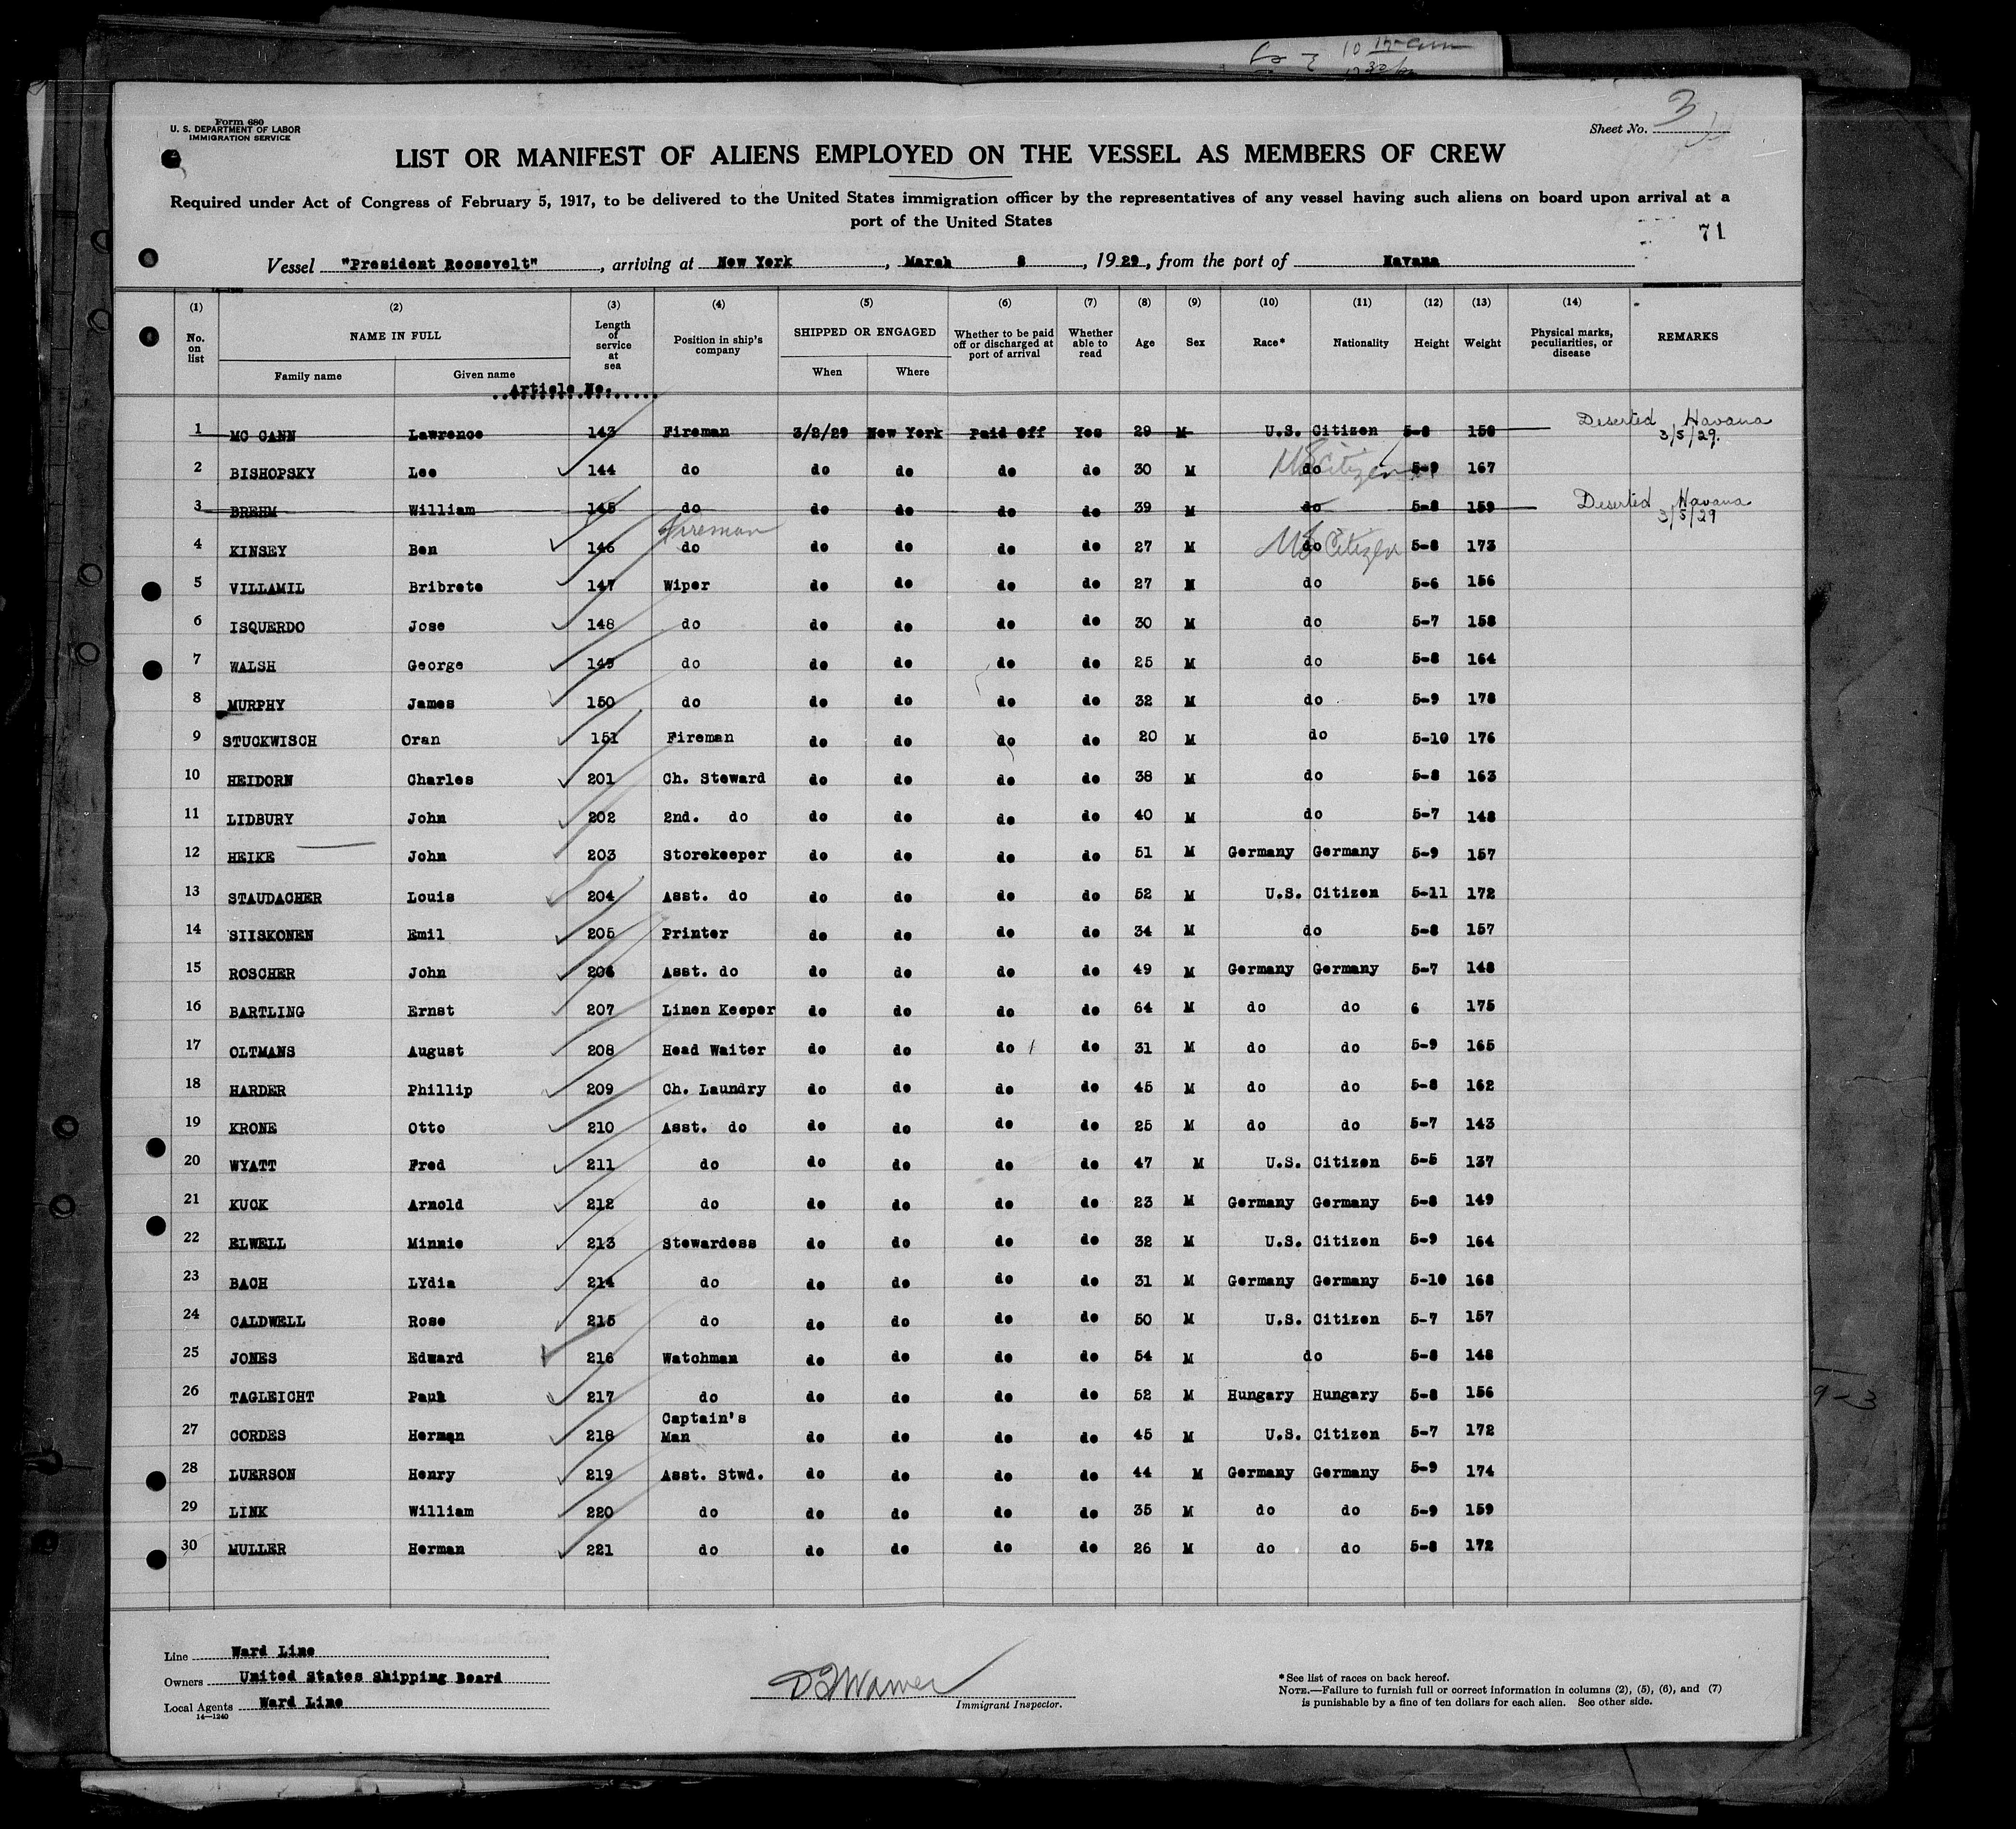 Form 680
U. S. DEPARTMENT OF LABOR
IMMIGRATION SERVICE
Sheet No. 3
LIST OR MANIFEST OF ALIENS EMPLOYED ON THE VESSEL AS MEMBERS OF CREW
Required under Act of Congress of February 5, 1917, to be delivered to the United States immigration officer by the representatives of any vessel having such aliens on board upon arrival at a
port of the United States
71
Vessel "President Roosevelt", arriving at New York, March 8, 1929, from the port of Havana
(1) (2) (3) (4) (5) (6) (7) (8) (9) (10) (11) (12) (13) (14)
No. on list NAME IN FULL Length of service at sea Position in ship's company SHIPPED OR ENGAGED Whether to be paid off or discharged at port of arrival Whether able to read Age Sex Race* Nationality Height Weight Physical marks, peculiarities, or disease REMARKS
Family name Given name When Where
Article No.
1 MC CANN Lawrence 143 Fireman 3/2/29 New York Paid Off Yes 29 M U.S. Citizen 5-8 158 Deserted Havana 3/5/29.
2 BISHOPSKY Lee 144 do do do do do 30 M do US Citizen 5-9 167
3 BREHM William 145 do do do do do 39 M do 5-8 159 Deserted Havana 3/5/29
4 KINSEY Ben 146 do Fireman do do do do 27 M do US Citizen 5-8 173
5 VILLAMIL Bribrete 147 Wiper do do do do 27 M do 5-6 156
6 ISQUERDO Jose 148 do do do do do 30 M do 5-7 158
7 WALSH George 149 do do do do do 25 M do 5-8 164
8 MURPHY James 150 do do do do do 32 M do 5-9 178
9 STUCKWISCH Oran 151 Fireman do do do do 20 M do 5-10 176
10 HEIDORN Charles 201 Ch. Steward do do do do 38 M do 5-8 163
11 LIDBURY John 202 2nd. do do do do do 40 M do 5-7 148
12 HEIKE John 203 Storekeeper do do do do 51 M Germany Germany 5-9 157
13 STAUDACHER Louis 204 Asst. do do do do do 52 M U.S. Citizen 5-11 172
14 SIISKONEN Emil 205 Printer do do do do 34 M do 5-8 157
15 ROSCHER John 206 Asst. do do do do do 49 M Germany Germany 5-7 148
16 BARTLING Ernst 207 Linen Keeper do do do do 64 M do do 6 175
17 OLTMANS August 208 Head Waiter do do do do 31 M do do 5-9 165
18 HARDER Phillip 209 Ch. Laundry do do do do 45 M do do 5-8 162
19 KRONE Otto 210 Asst. do do do do do 25 M do do 5-7 143
20 WYATT Fred 211 do do do do do 47 M U.S. Citizen 5-5 137
21 KUCK Arnold 212 do do do do do 23 M Germany Germany 5-8 149
22 ELWELL Minnie 213 Stewardess do do do do 32 M U.S. Citizen 5-9 164
23 BACH LYdia 214 do do do do do 31 M Germany Germany 5-10 168
24 CALDWELL Rose 215 do do do do do 50 M U.S. Citizen 5-7 157
25 JONES Edward 216 Watchman do do do do 54 M do 5-8 148
26 TAGLEICHT Paul 217 do do do do do 52 M Hungary Hungary 5-8 156
27 CORDES Herman 218 Captain's Man do do do do 45 M U.S. Citizen 5-7 172
28 LUERSON Henry 219 Asst. Stwd. do do do do 44 M Germany Germany 5-9 174
29 LINK William 220 do do do do do 35 M do do 5-9 159
30 MULLER Herman 221 do do do do do 26 M do do 5-8 172
Line Ward Line
Owners United States Shipping Board
Local Agents Ward Line
14—1240
Immigrant Inspector.
*See list of races on back hereof.
NOTE.—Failure to furnish full or correct information in columns (2), (5), (6), and (7)
is punishable by a fine of ten dollars for each alien. See other side.